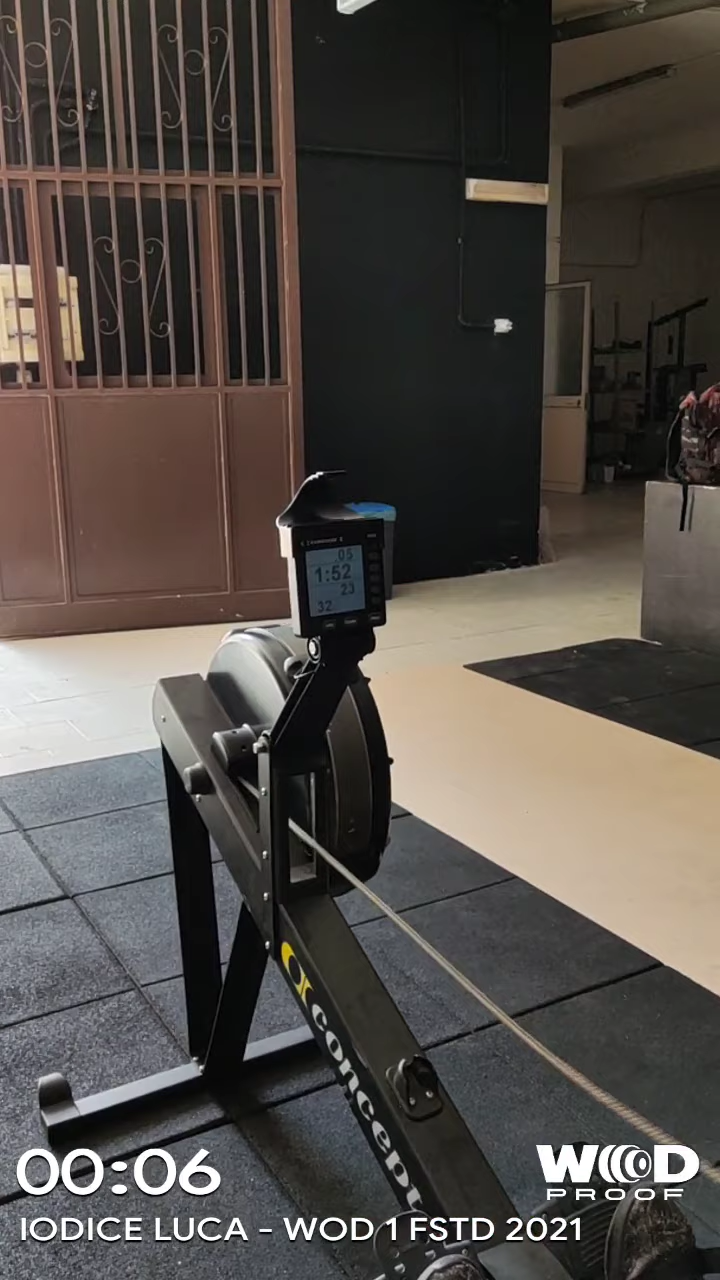 :05
1:52
23
32
concept
00:06
WOD
PROOF
IODICE LUCA - WOD 1 FSTD 2021